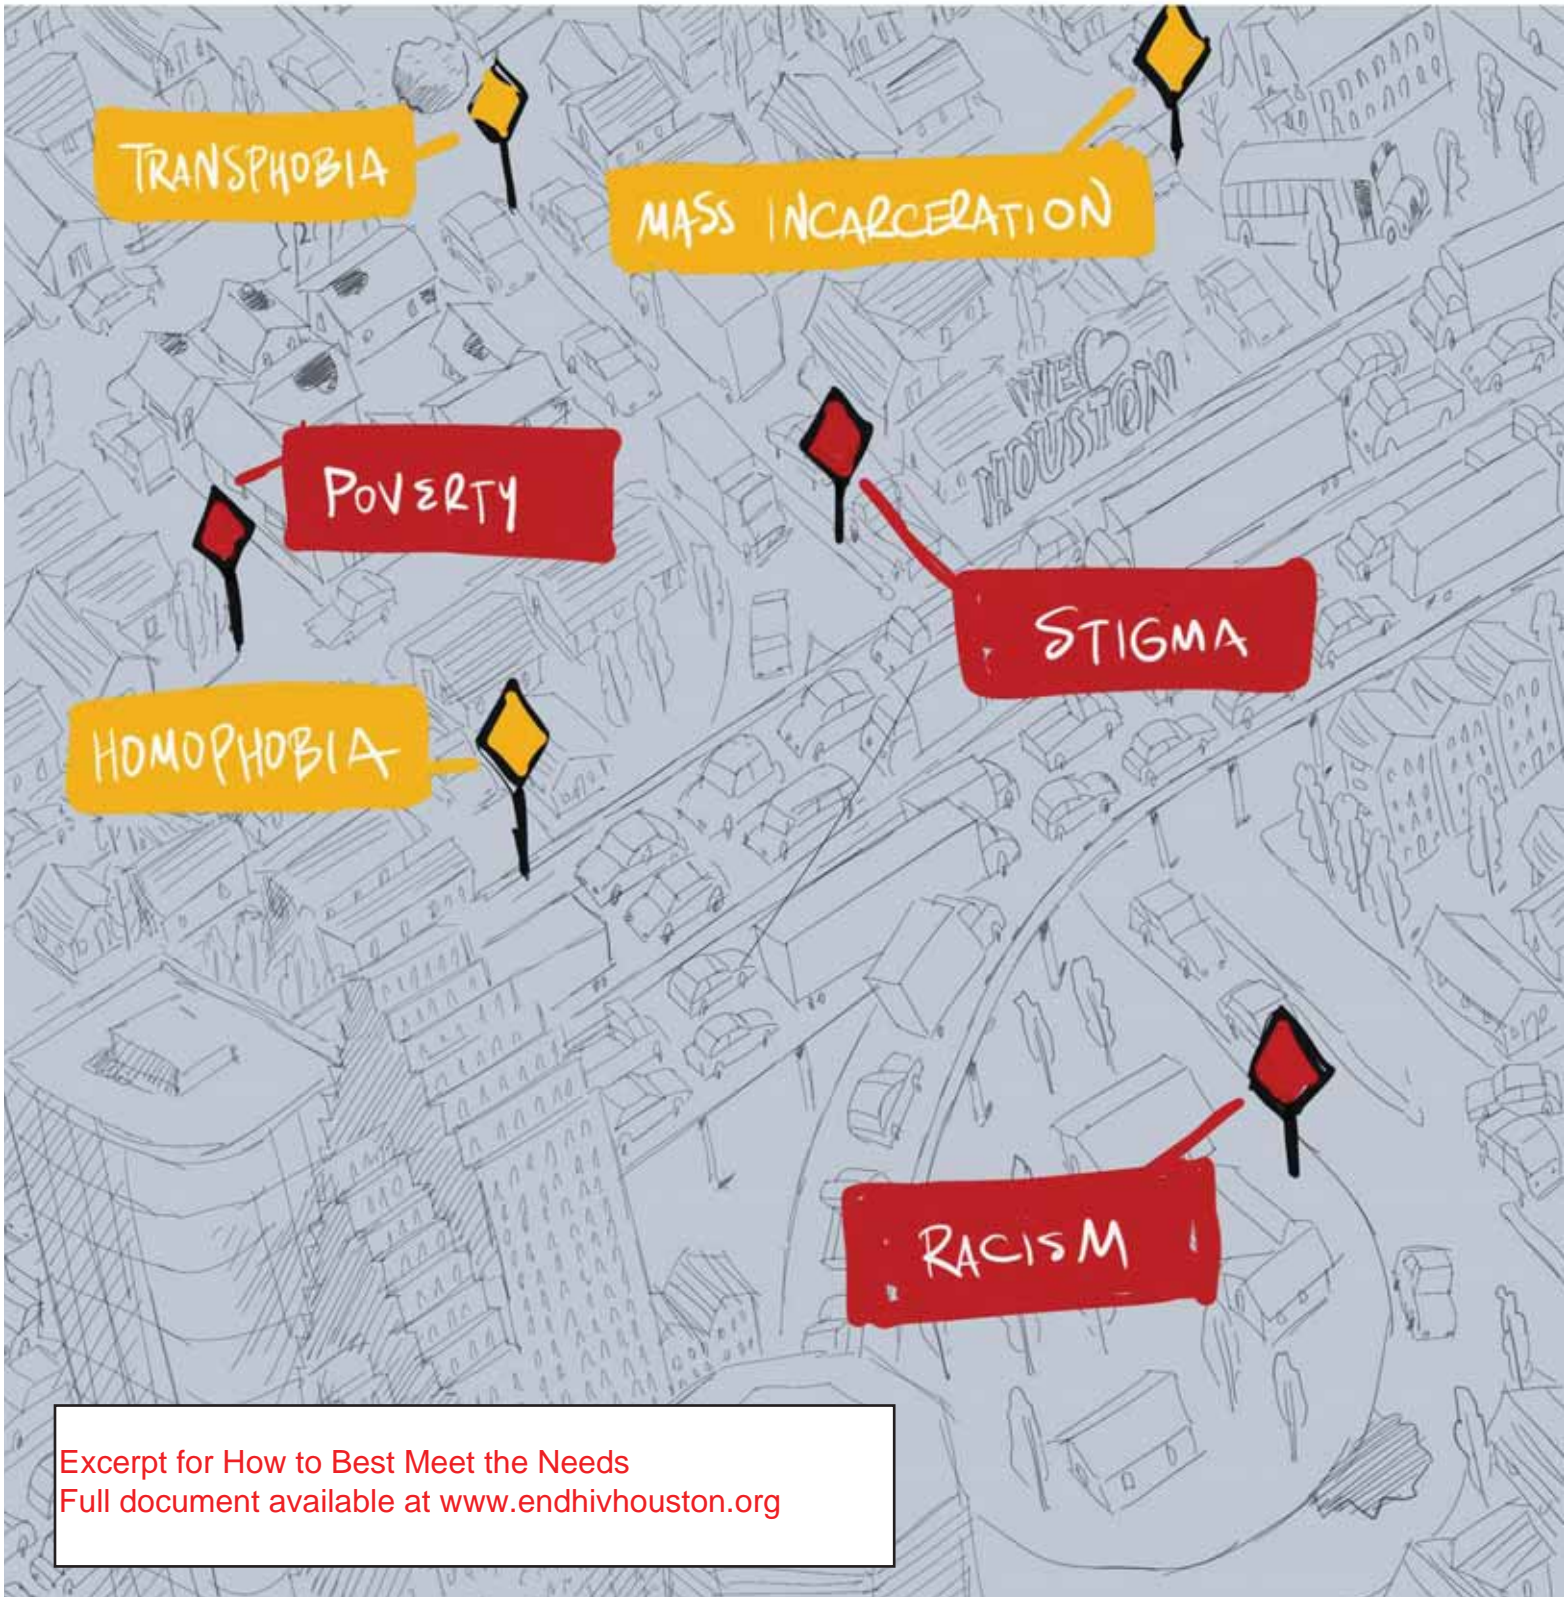 TRANSPHOBIA
MASS INCARCERATION
WE
HOUSTON
POVERTY
STIGMA
HOMOPHOBIA
RACISM
Excerpt for How to Best Meet the Needs
Full document available at www.endhivhouston.org